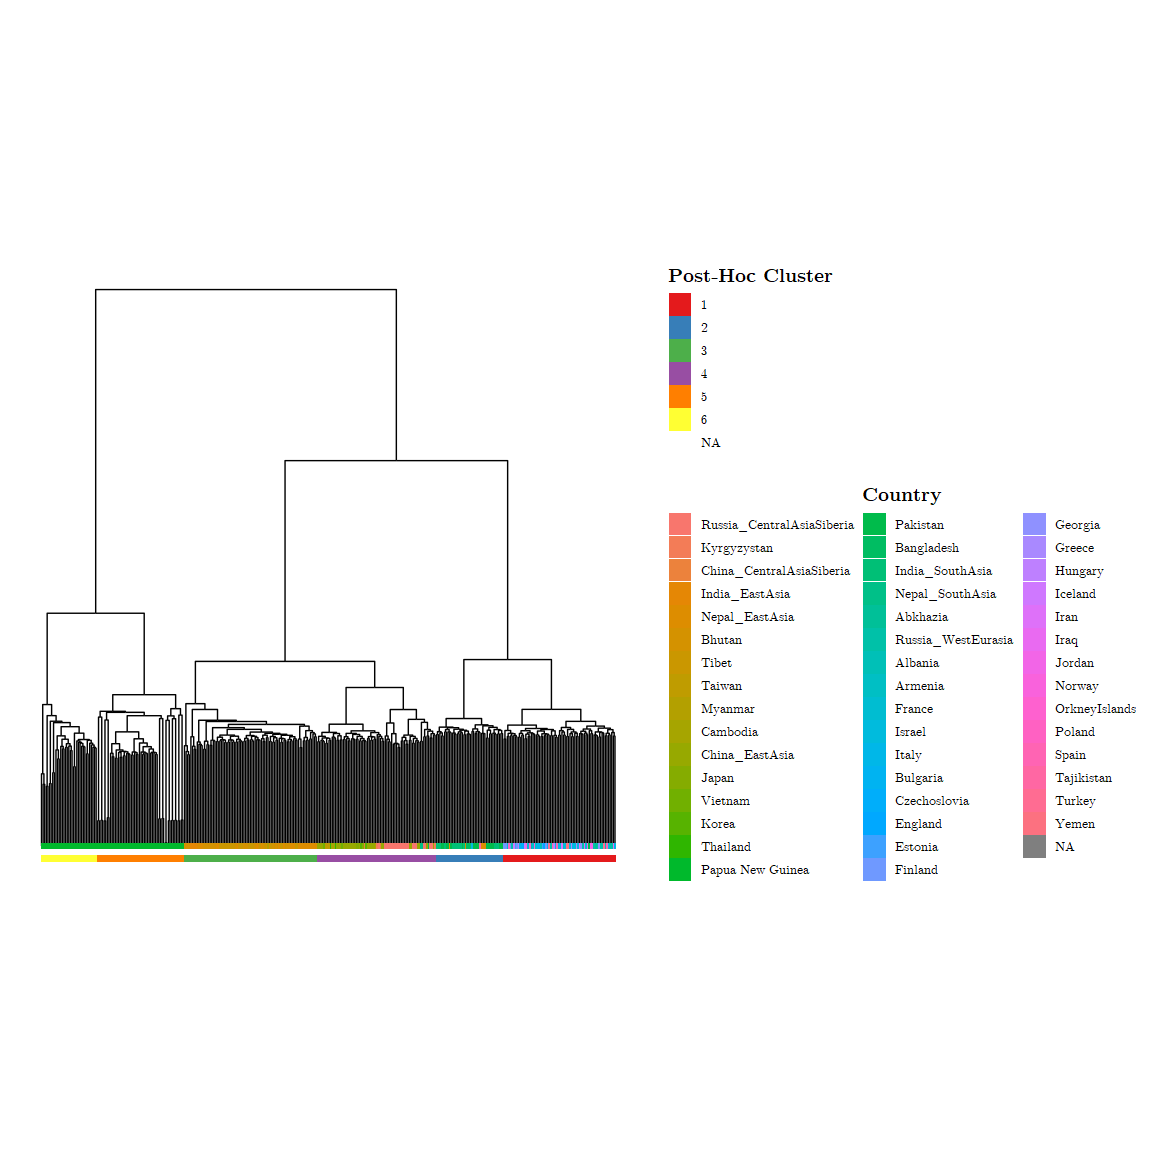 Post-Hoc Cluster
1
2
3
4
5
6
NA
Country
Russia_CentralAsiaSiberia
Kyrgyzystan
China_CentralAsiaSiberia
India_EastAsia
Nepal_EastAsia
Bhutan
Tibet
Taiwan
Myanmar
Cambodia
China_EastAsia
Japan
Vietnam
Korea
Thailand
Papua New Guinea
Pakistan
Bangladesh
India_SouthAsia
Nepal_SouthAsia
Abkhazia
Russia_WestEurasia
Albania
Armenia
France
Israel
Italy
Bulgaria
Czechoslovia
England
Estonia
Finland
Georgia
Greece
Hungary
Iceland
Iran
Iraq
Jordan
Norway
OrkneyIslands
Poland
Spain
Tajikistan
Turkey
Yemen
NA